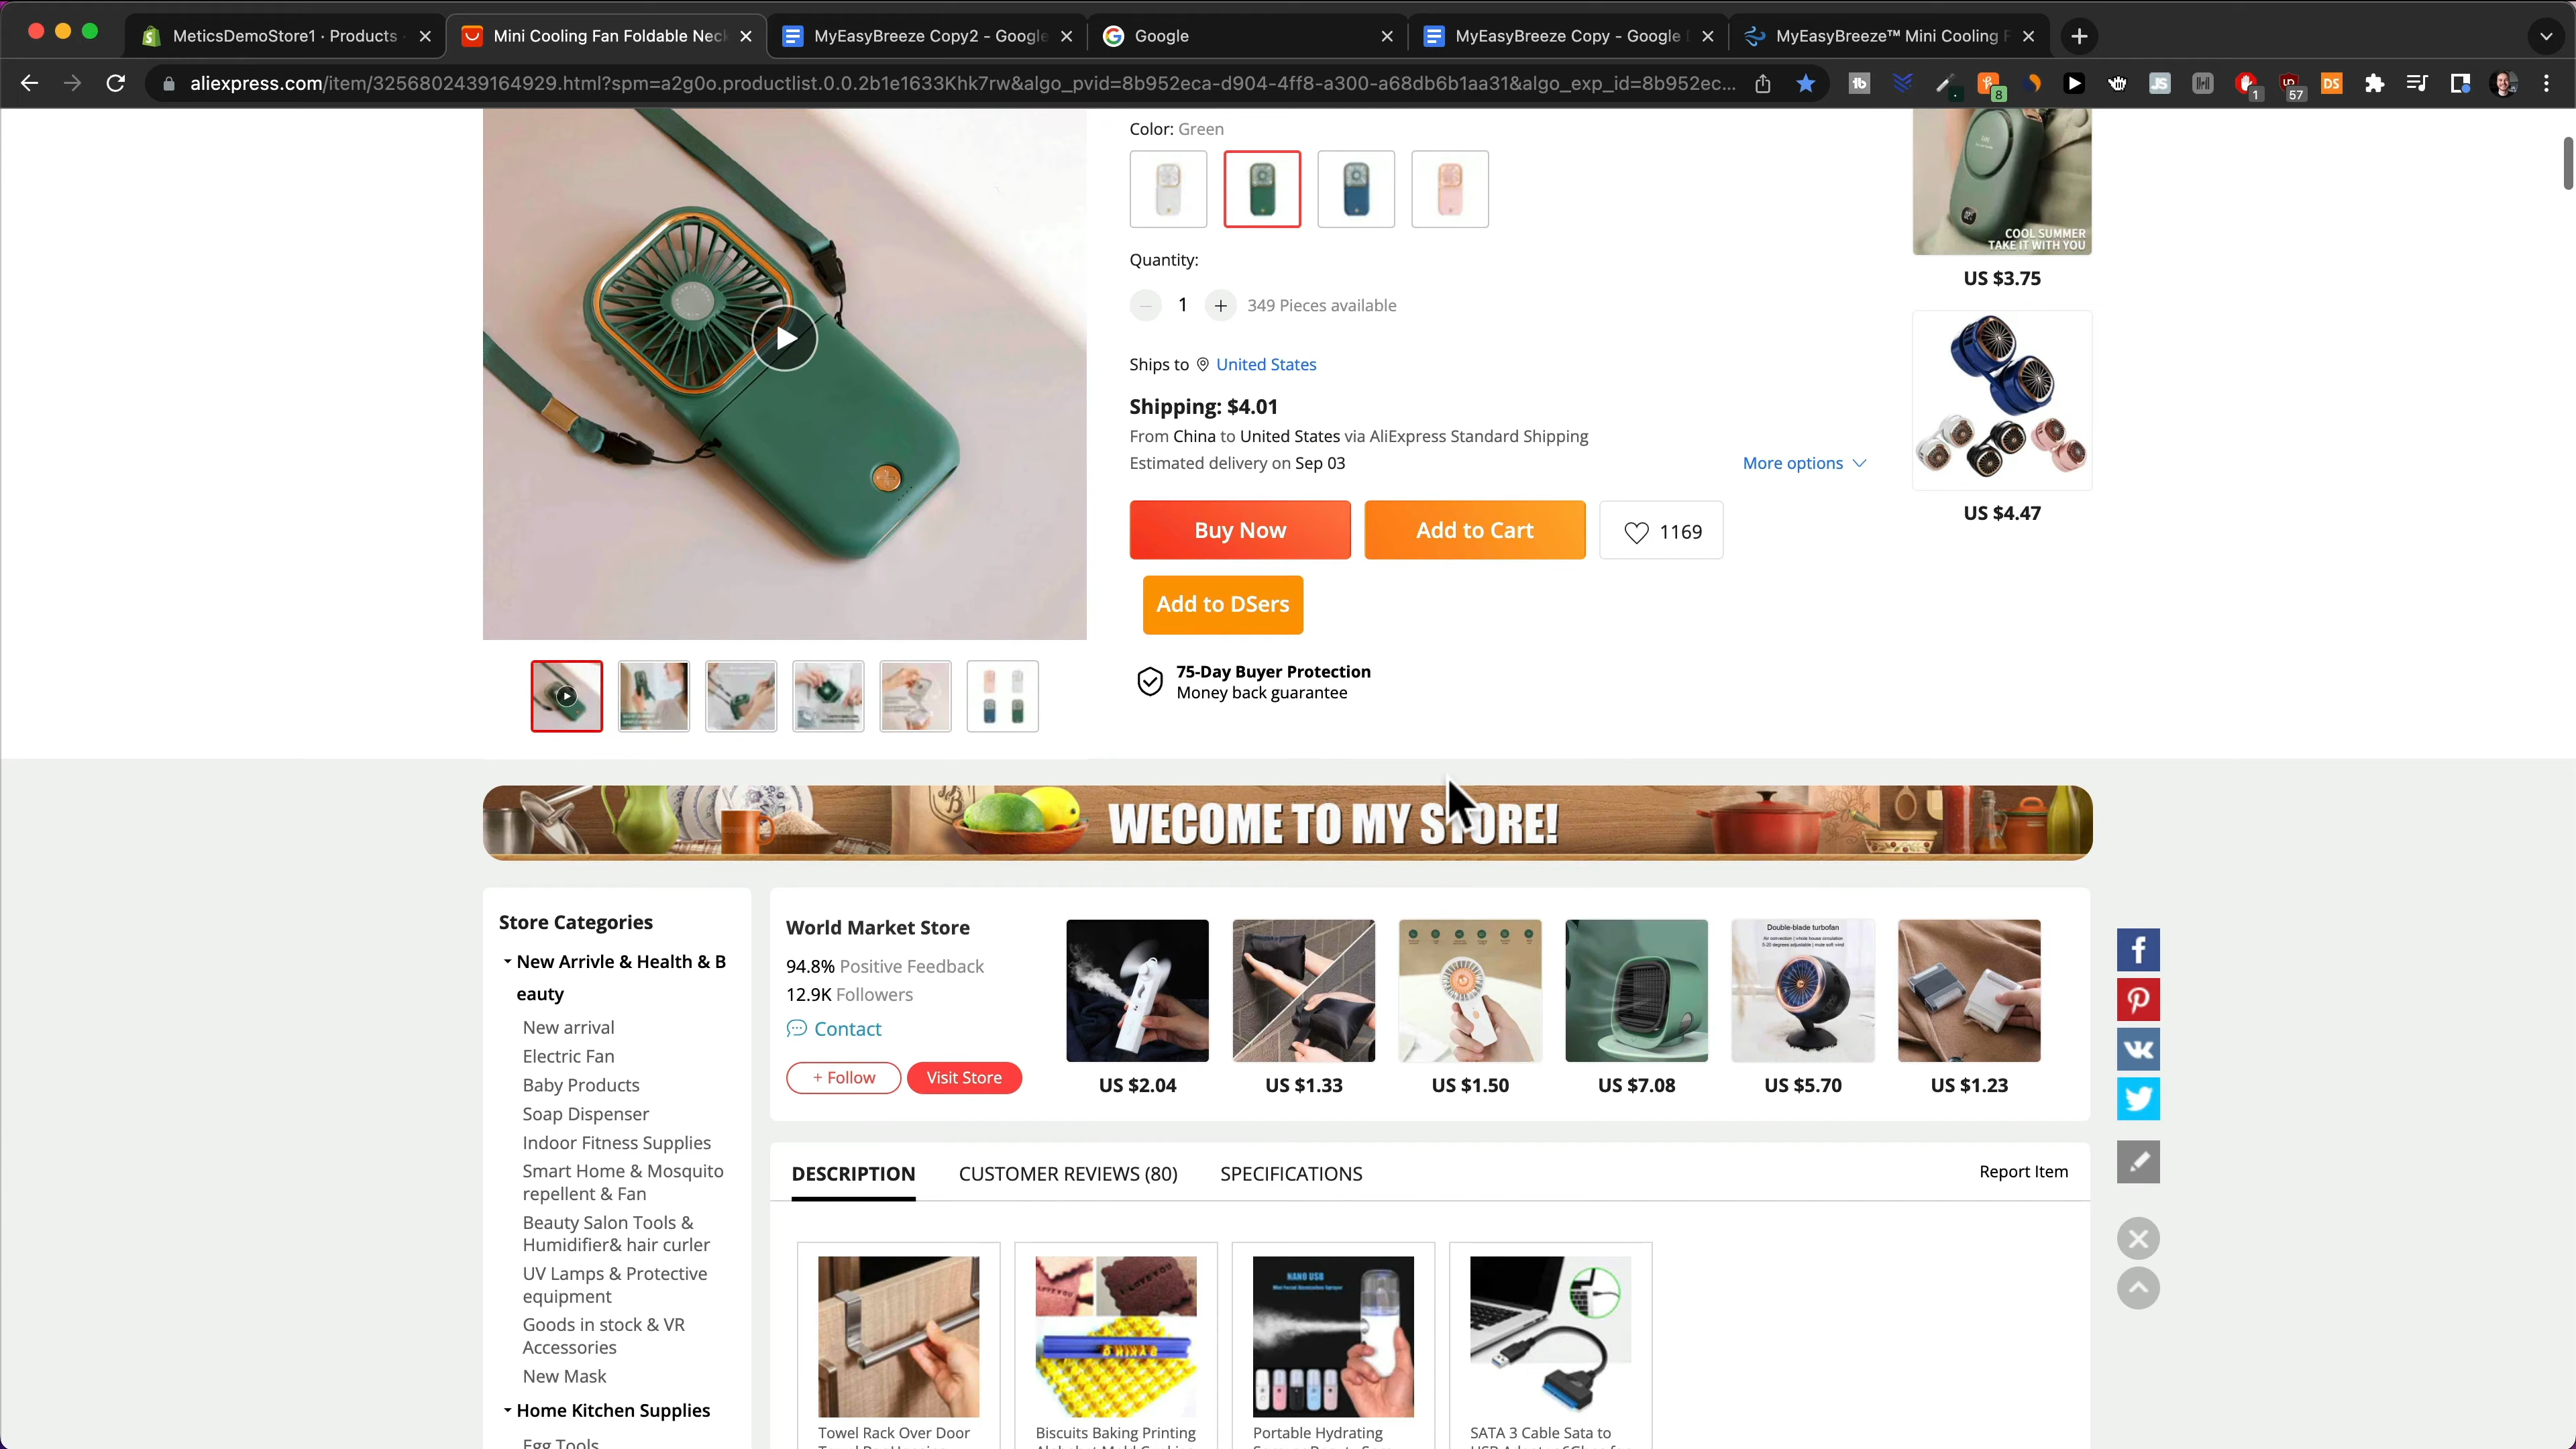 MeticsDemoStore1 · Products
Mini Cooling Fan Foldable Neck
MyEasyBreeze Copy2 - Google
Google
MyEasyBreeze Copy - Google
MyEasyBreeze™ Mini Cooling F
aliexpress.com/item/3256802439164929.html?spm=a2g0o.productlist.0.0.2b1e1633Khk7rw&algo_pvid=8b952eca-d904-4ff8-a300-a68db6b1aa31&algo_exp_id=8b952ec...
8
1
57
DS
Color: Green
COOL SUMMER
TAKE IT WITH YOU
US $3.75
Quantity:
1
349 Pieces available
Ships to United States
Shipping: $4.01
From China to United States via AliExpress Standard Shipping
Estimated delivery on Sep 03
More options
US $4.47
Buy Now
Add to Cart
1169
Add to DSers
75-Day Buyer Protection
Money back guarantee
WECOME TO MY STORE!
Store Categories
New Arrivle & Health & B
eauty
New arrival
Electric Fan
Baby Products
Soap Dispenser
Indoor Fitness Supplies
Smart Home & Mosquito
repellent & Fan
Beauty Salon Tools &
Humidifier& hair curler
UV Lamps & Protective
equipment
Goods in stock & VR
Accessories
New Mask
Home Kitchen Supplies
Egg Tools
World Market Store
94.8% Positive Feedback
12.9K Followers
Contact
+ Follow
Visit Store
Double-blade turbofan
US $2.04
US $1.33
US $1.50
US $7.08
US $5.70
US $1.23
DESCRIPTION
CUSTOMER REVIEWS (80)
SPECIFICATIONS
Report Item
NANO USB
Towel Rack Over Door
Biscuits Baking Printing
Portable Hydrating
SATA 3 Cable Sata to